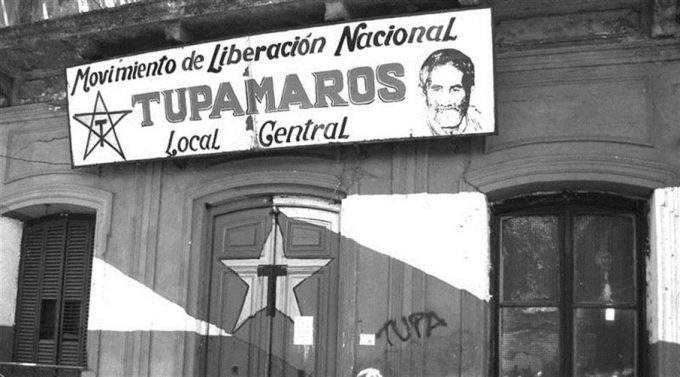 Movimiento de Liberación Nacional
TUPAMAROS
T
Local Central
T
TUPA